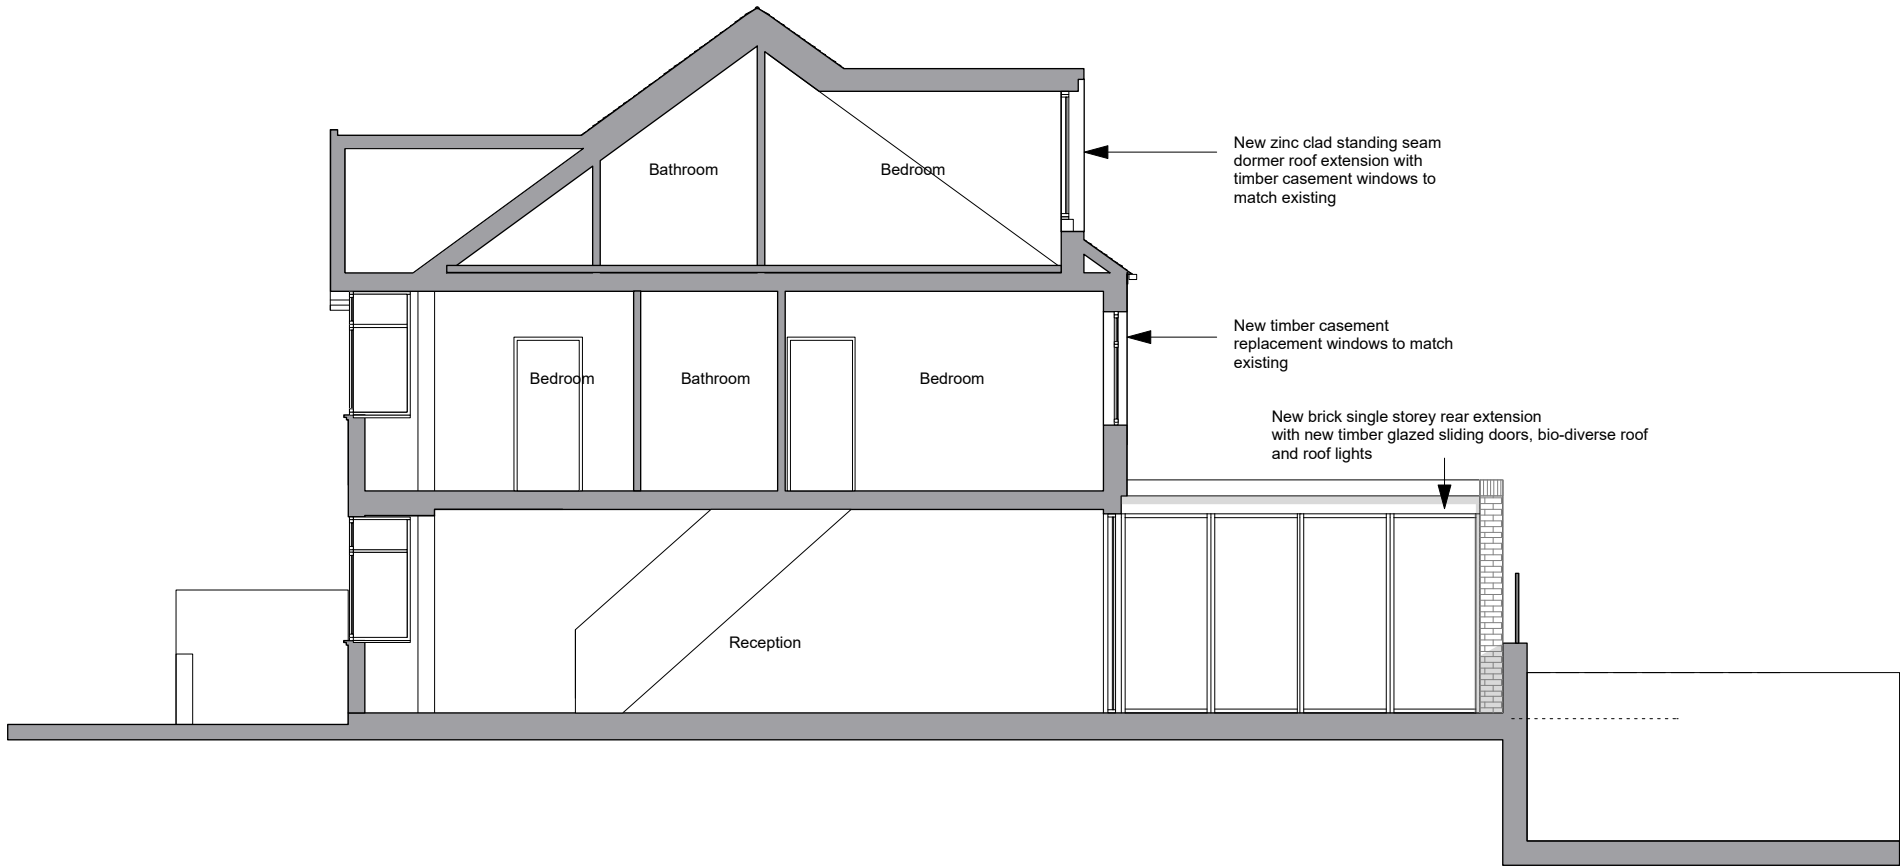 Bathroom
Bedroom
New zinc clad standing seam
dormer roof extension with
timber casement windows to
match existing
New timber casement
replacement windows to match
existing
Bedroom
Bathroom
Bedroom
New brick single storey rear extension
with new timber glazed sliding doors, bio-diverse roof
and roof lights
Reception